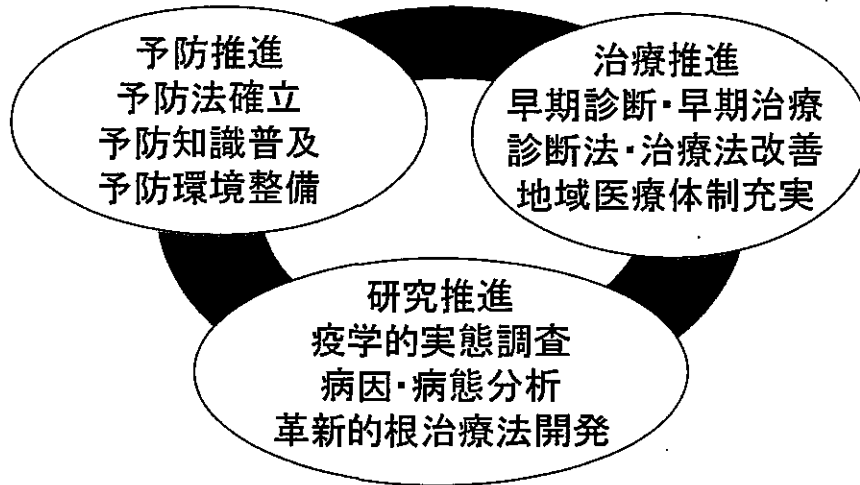 予防推進
予防法確立
予防知識普及
予防環境整備
治療推進
早期診断・早期治療
診断法・治療法改善
地域医療体制充実
研究推進
疫学的実態調査
病因・病態分析
革新的根治療法開発